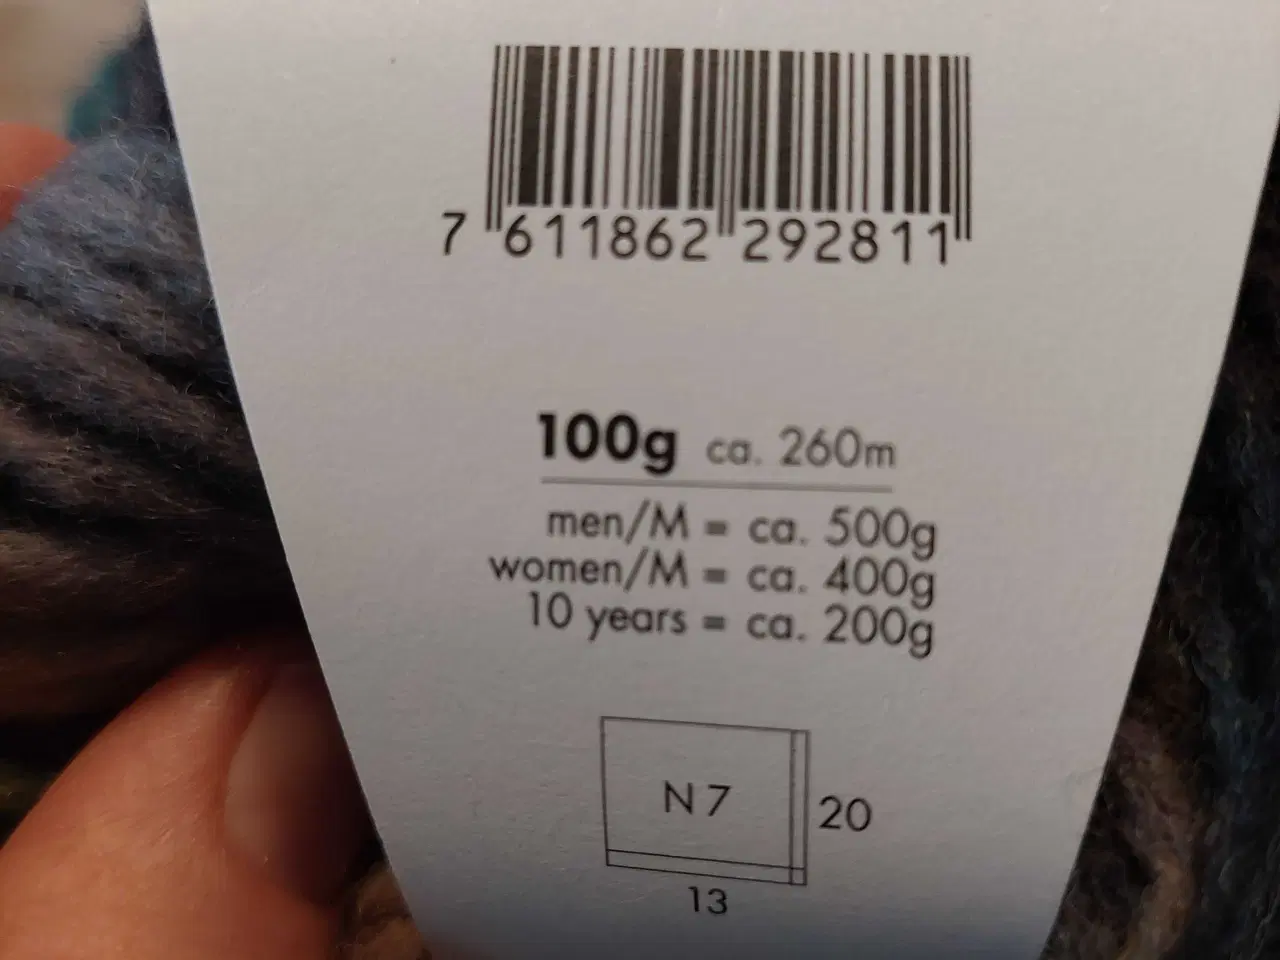 7 611862 292811
100g ca. 260m
men/M = ca. 500g
women/M = ca. 400g
10 years = ca. 200g
N 7
20
13